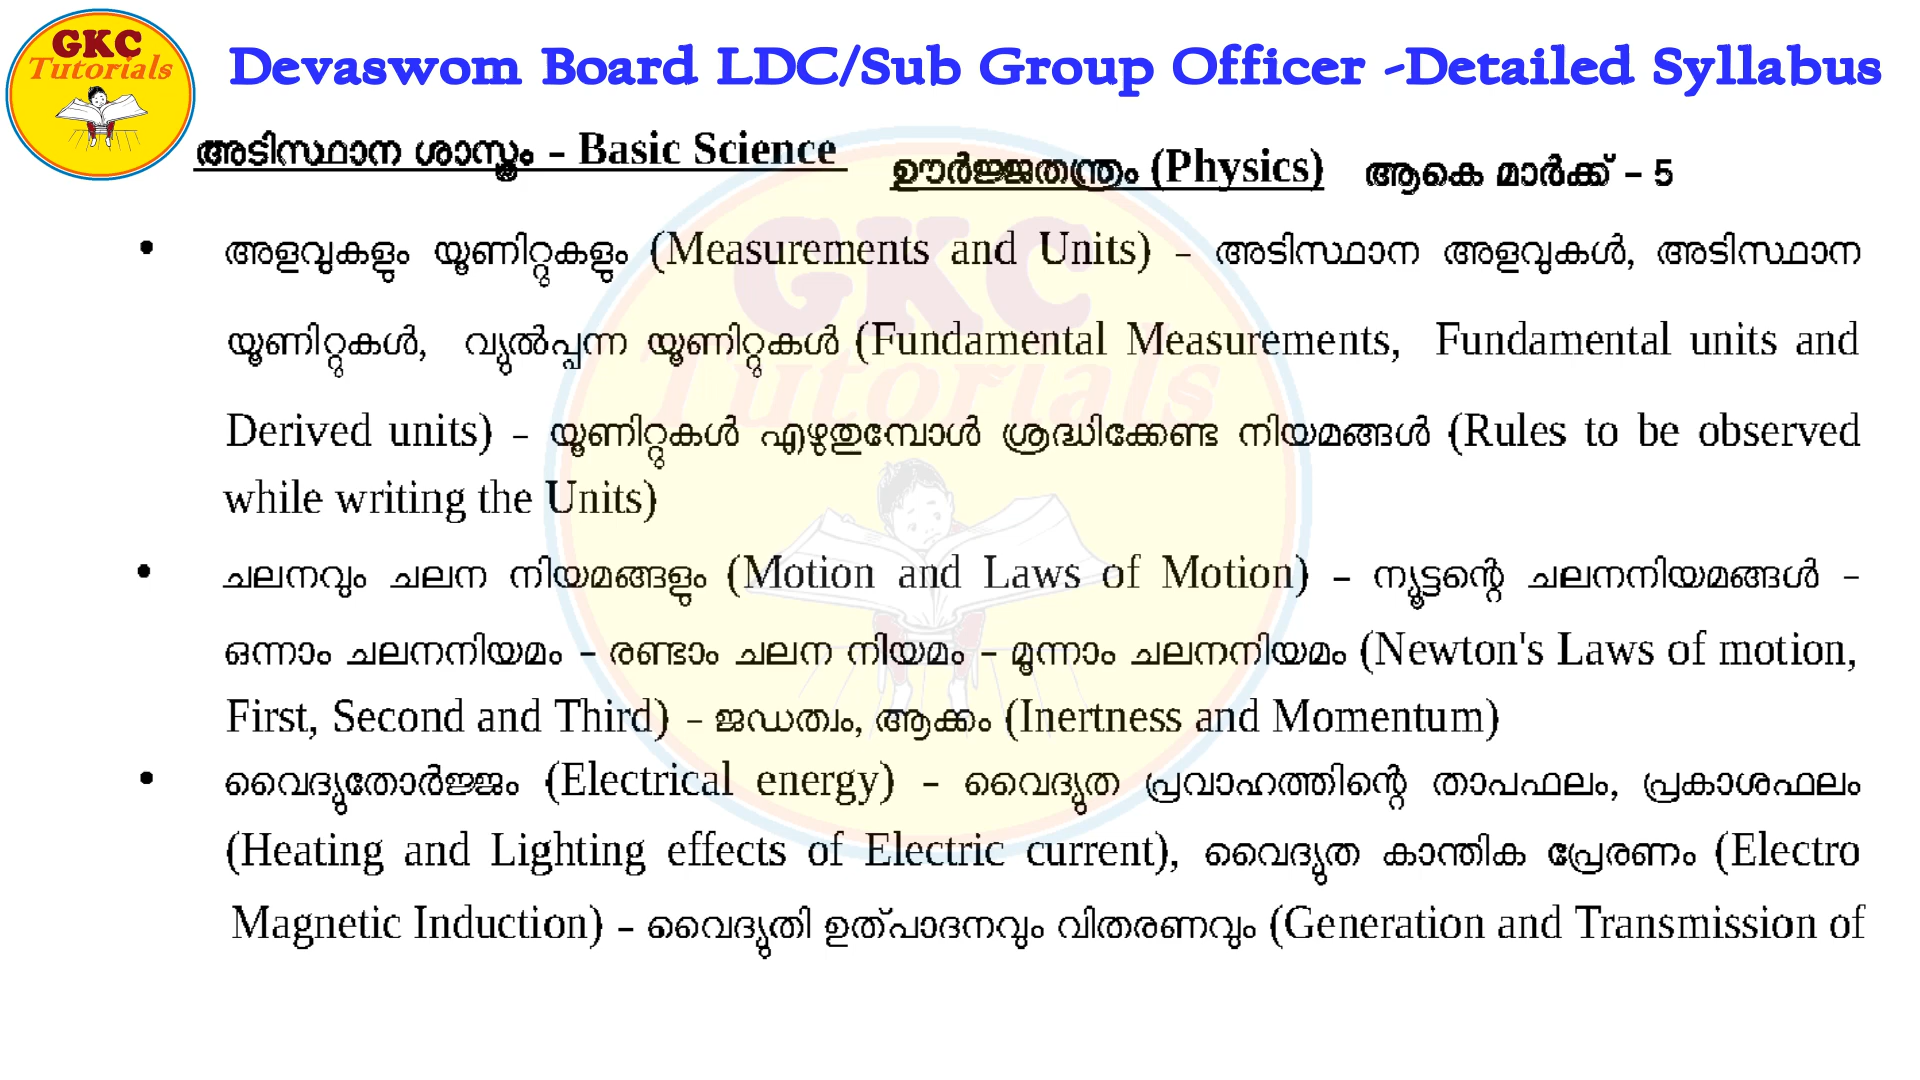 GKC
Tutorials
Devaswom Board LDC/Sub Group Officer -Detailed Syllabus
അടിസ്ഥാന ശാസ്ത്രം – Basic Science
ഊർജ്ജതന്ത്രം (Physics) ആകെ മാർക്ക് – 5
• അളവുകളും യൂണിറ്റുകളും (Measurements and Units) – അടിസ്ഥാന അളവുകൾ, അടിസ്ഥാന
യൂണിറ്റുകൾ, വ്യുൽപ്പന്ന യൂണിറ്റുകൾ (Fundamental Measurements, Fundamental units and
Derived units) – യൂണിറ്റുകൾ എഴുതുമ്പോൾ ശ്രദ്ധിക്കേണ്ട നിയമങ്ങൾ (Rules to be observed
while writing the Units)
• ചലനവും ചലന നിയമങ്ങളും (Motion and Laws of Motion) – ന്യൂട്ടന്റെ ചലനനിയമങ്ങൾ –
ഒന്നാം ചലനനിയമം – രണ്ടാം ചലന നിയമം – മൂന്നാം ചലനനിയമം (Newton's Laws of motion,
First, Second and Third) – ജഡത്വം, ആക്കം (Inertness and Momentum)
• വൈദ്യുതോർജ്ജം (Electrical energy) – വൈദ്യുത പ്രവാഹത്തിന്റെ താപഫലം, പ്രകാശഫലം
(Heating and Lighting effects of Electric current), വൈദ്യുത കാന്തിക പ്രേരണം (Electro
Magnetic Induction) – വൈദ്യുതി ഉത്പാദനവും വിതരണവും (Generation and Transmission of
GKC
Tutorials